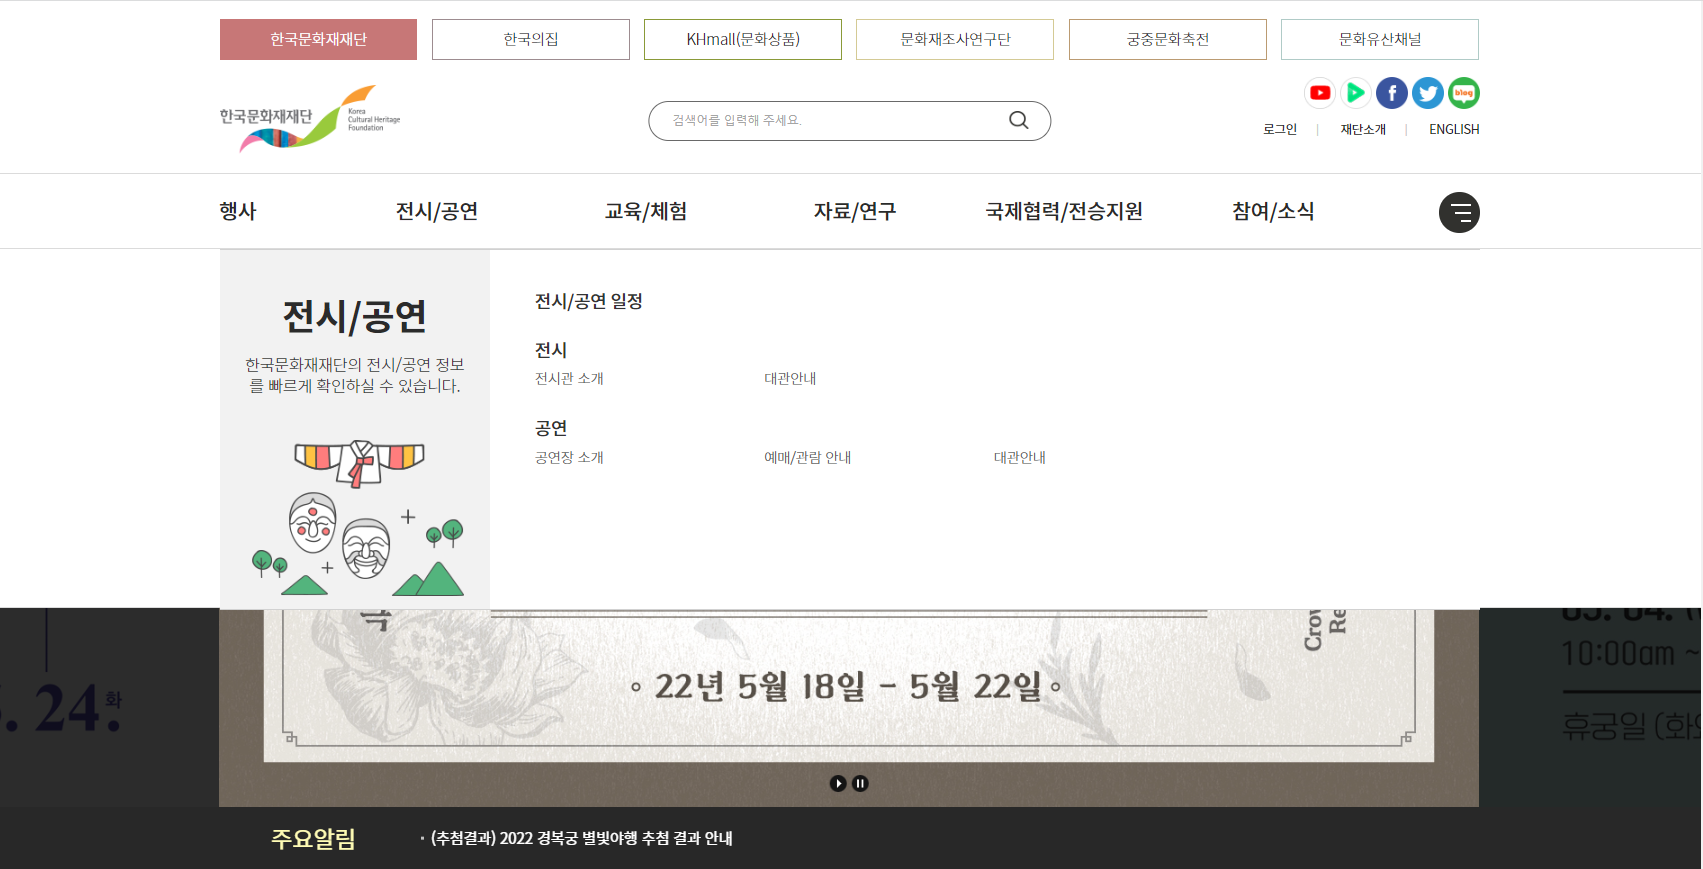 한국문화재재단
한국의집
KHmall(문화상품)
문화재조사연구단
궁중문화축전
문화유산채널
한국문화재재단
Korea
Cultural Heritage
Foundation
검색어를 입력해 주세요.
blog
로그인 | 재단소개 | ENGLISH
행사
전시/공연
교육/체험
자료/연구
국제협력/전승지원
참여/소식
전시/공연
한국문화재재단의 전시/공연 정보
를 빠르게 확인하실 수 있습니다.
전시/공연 일정
전시
전시관 소개
대관안내
공연
공연장 소개
예매/관람 안내
대관안내
. 24.화
22년 5월 18일 - 5월 22일
10:00am ~
휴궁일 (화요
주요알림
· (추첨결과) 2022 경복궁 별빛야행 추첨 결과 안내